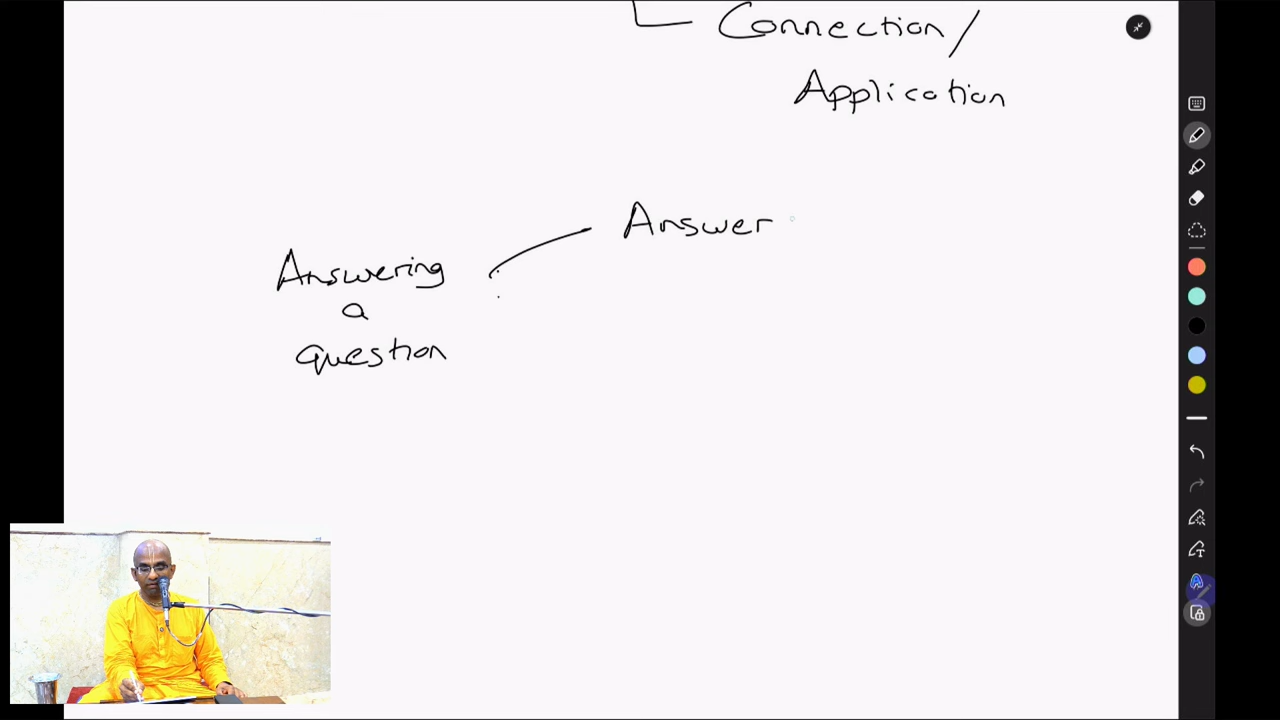 Connection/
Application
Answer
Answering
a
question